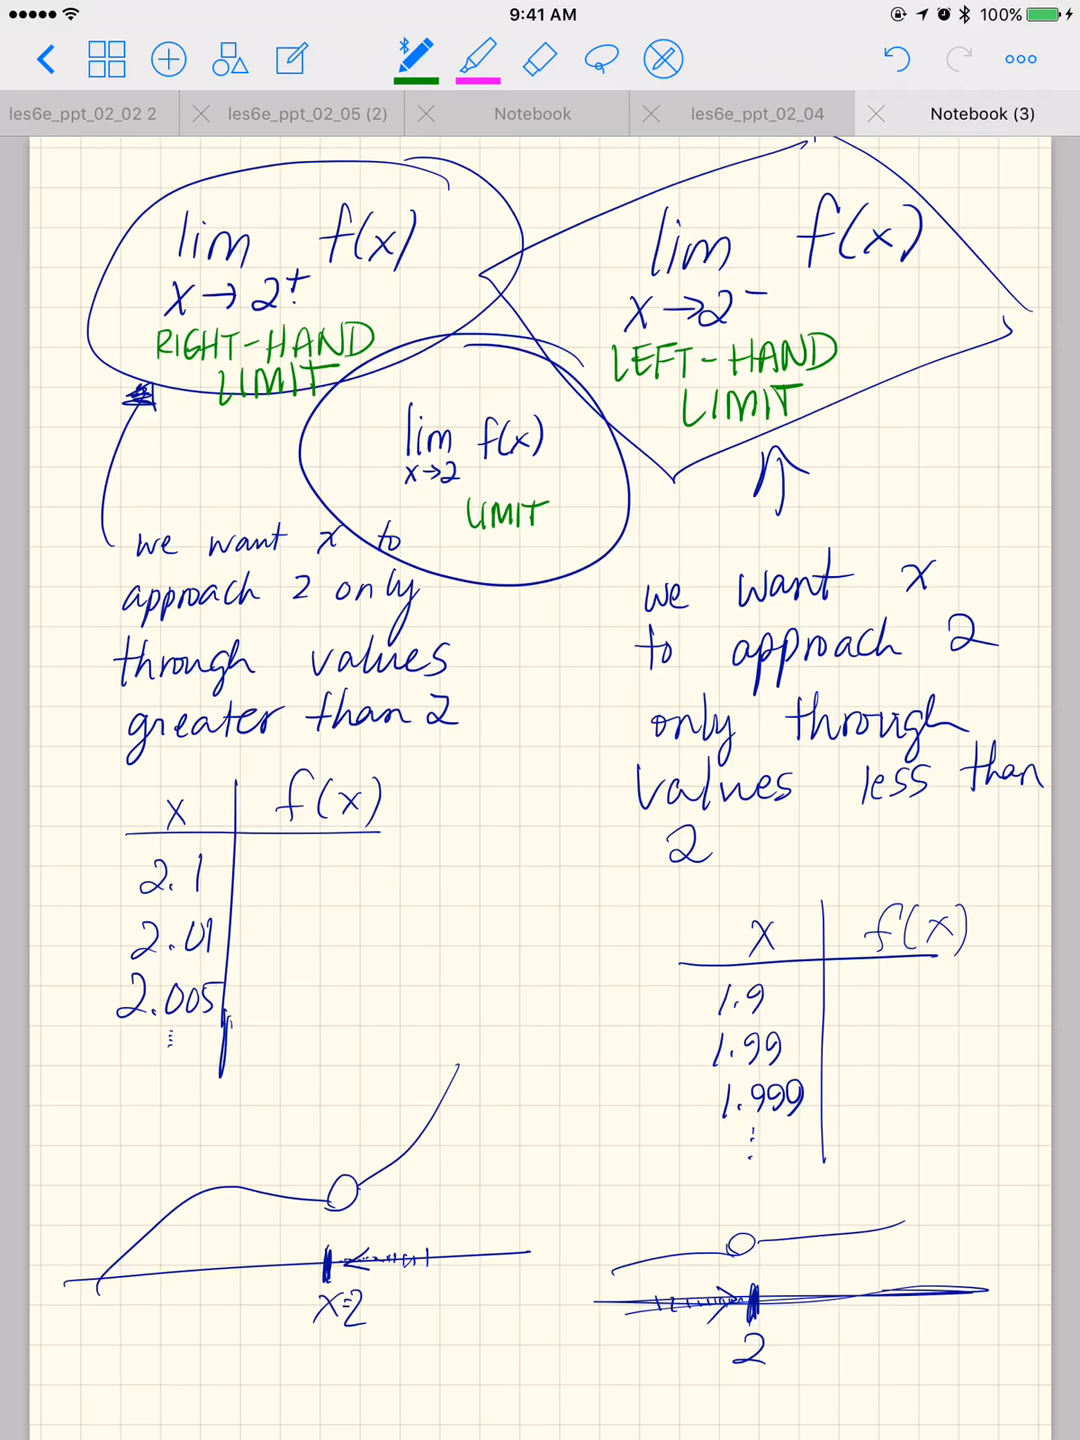 9:41 AM
100%
les6e_ppt_02_02 2
les6e_ppt_02_05 (2)
Notebook
les6e_ppt_02_04
Notebook (3)
lim f(x)
x→2⁺
RIGHT-HAND
LIMIT
lim f(x)
x→2⁻
LEFT-HAND
LIMIT
lim f(x)
x→2
LIMIT
we want x to
approach 2 only
through values
greater than 2
we want x
to approach 2
only through
values less than
2
x f(x)
2.1
2.01
2.005
⋮
x f(x)
1.9
1.99
1.999
⋮
x=2
2